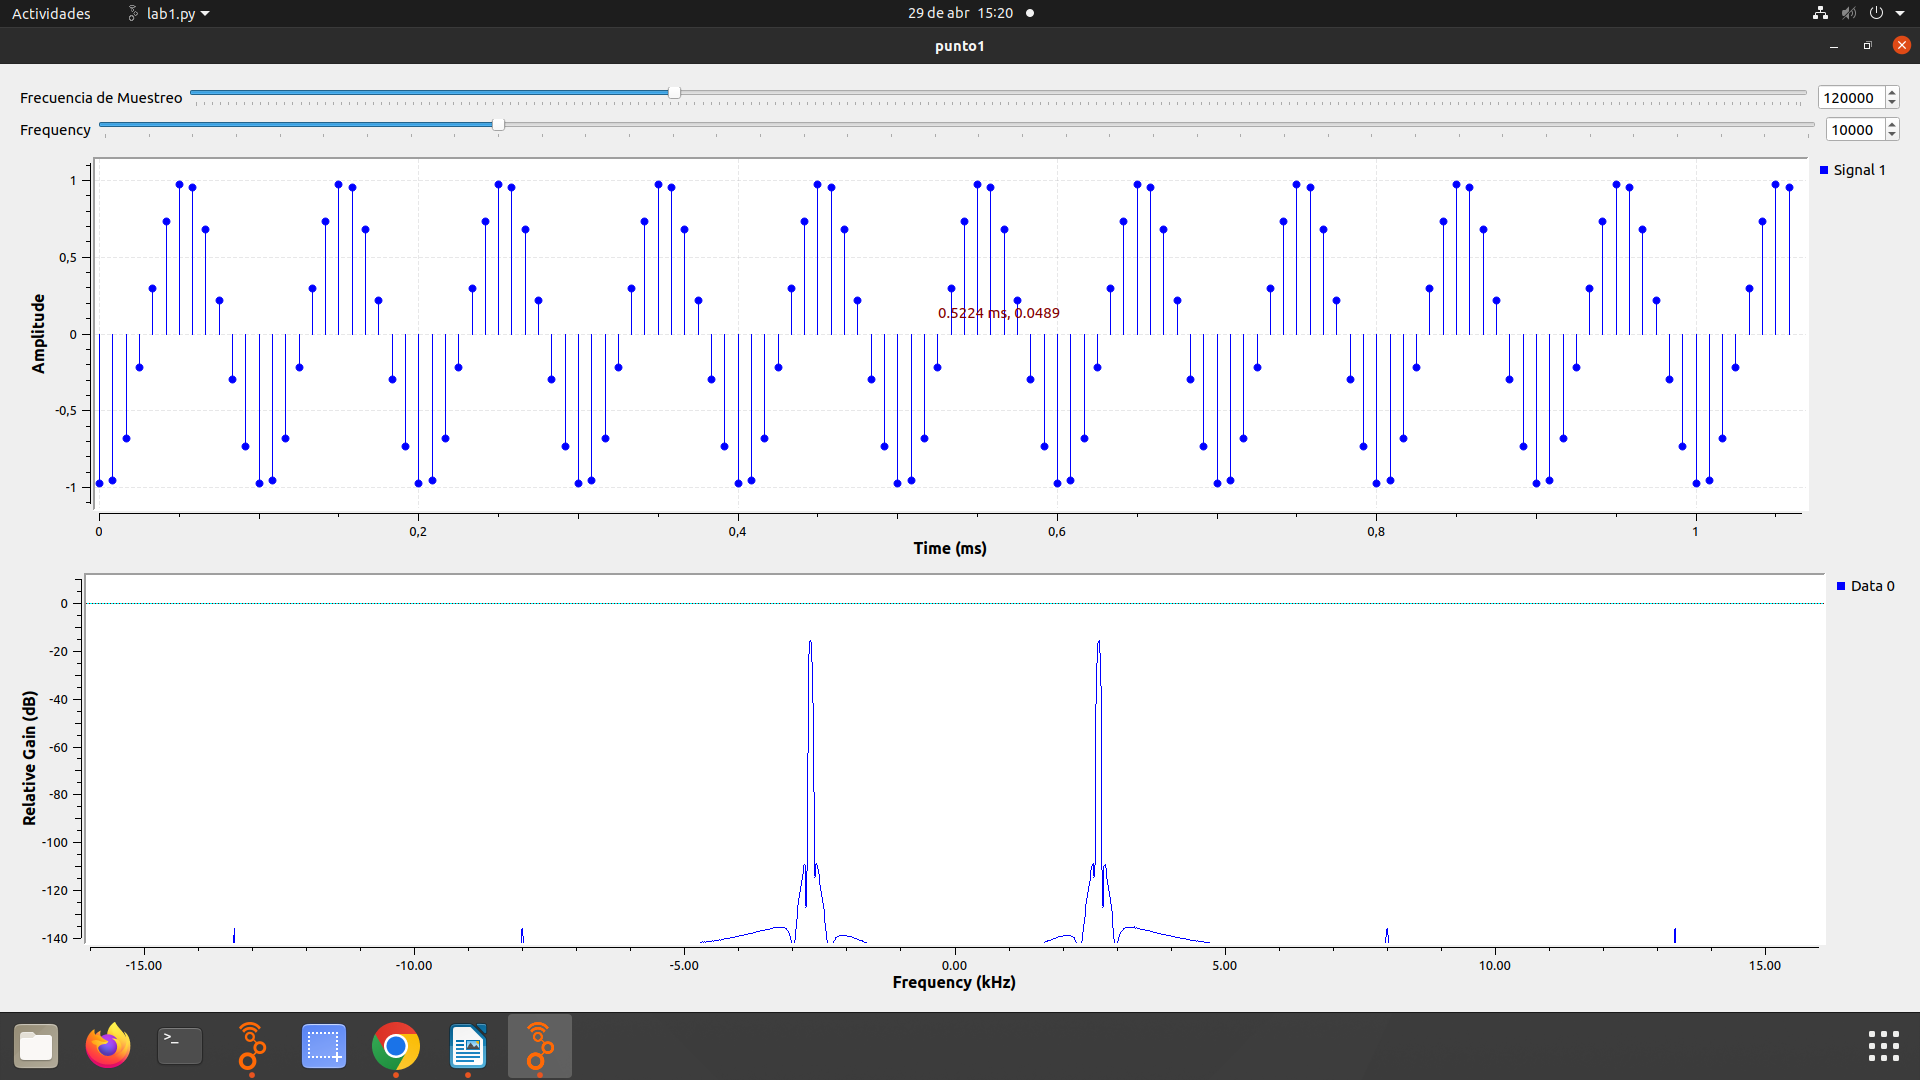 Actividades lab1.py 29 de abr 15:20
punto1
Frecuencia de Muestreo 120000
Frequency 10000
Signal 1
1
0,5
0
-0,5
-1
Amplitude
0.5224 ms, 0.0489
0 0,2 0,4 0,6 0,8 1
Time (ms)
Data 0
0
-20
-40
-60
-80
-100
-120
-140
Relative Gain (dB)
-15.00 -10.00 -5.00 0.00 5.00 10.00 15.00
Frequency (kHz)
>_